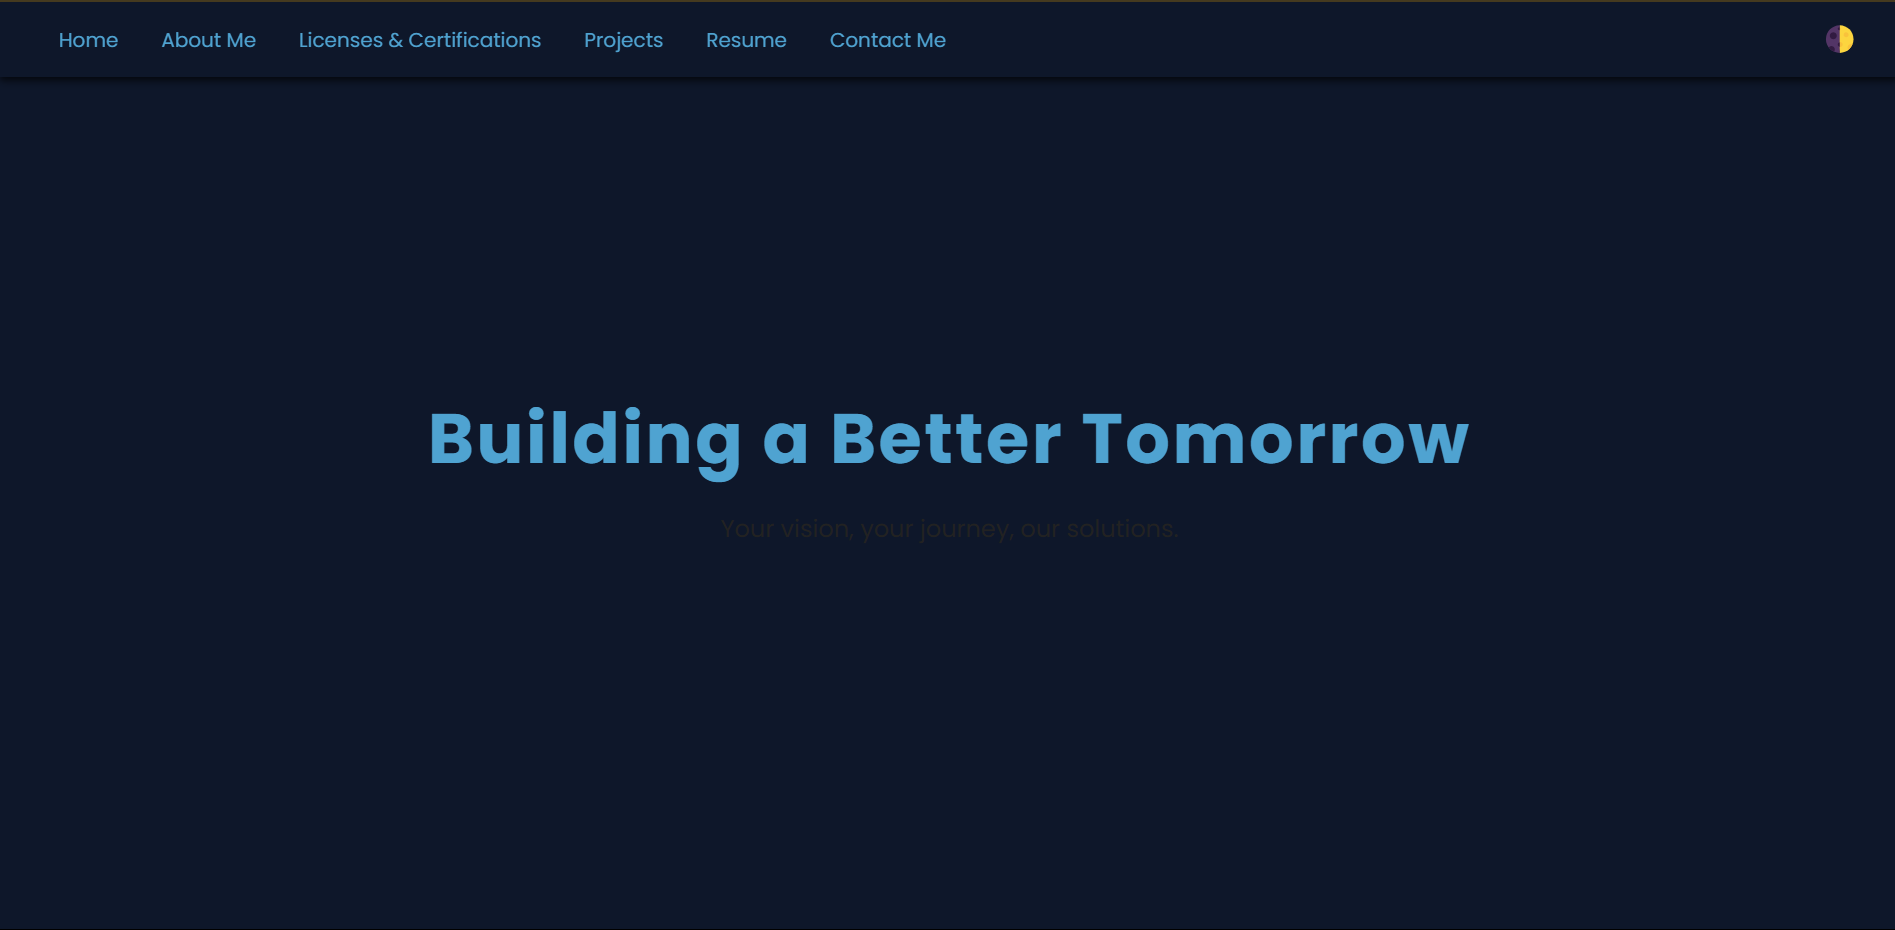 Home About Me Licenses & Certifications Projects Resume Contact Me
Building a Better Tomorrow
Your vision, your journey, our solutions.